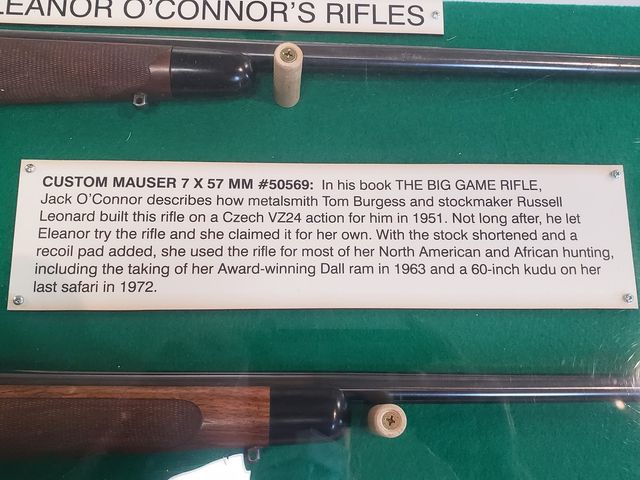 LEANOR O'CONNOR'S RIFLES
CUSTOM MAUSER 7 X 57 MM #50569: In his book THE BIG GAME RIFLE,
Jack O'Connor describes how metalsmith Tom Burgess and stockmaker Russell
Leonard built this rifle on a Czech VZ24 action for him in 1951. Not long after, he let
Eleanor try the rifle and she claimed it for her own. With the stock shortened and a
recoil pad added, she used the rifle for most of her North American and African hunting,
including the taking of her Award-winning Dall ram in 1963 and a 60-inch kudu on her
last safari in 1972.